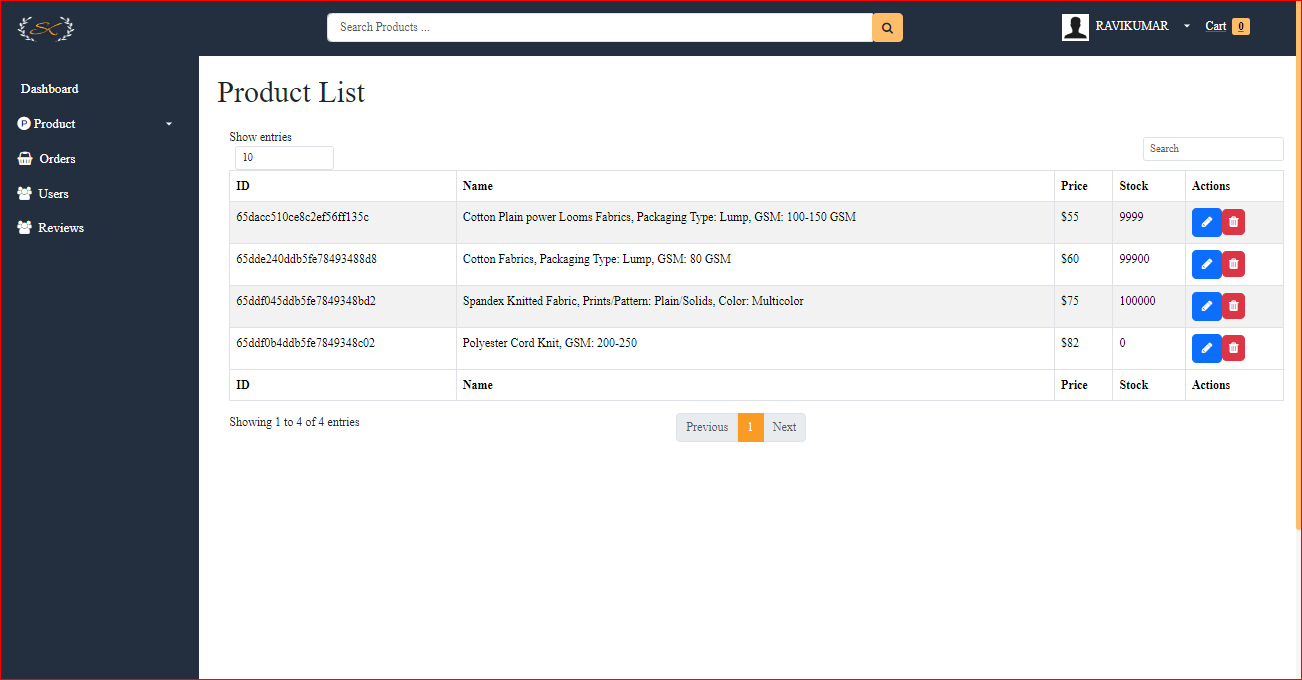 SC
Search Products ...
RAVIKUMAR
Cart 0
Dashboard
P Product
Orders
Users
Reviews
Product List
Show entries
10
Search
ID Name Price Stock Actions
65dacc510ce8c2ef56ff135c Cotton Plain power Looms Fabrics, Packaging Type: Lump, GSM: 100-150 GSM $55 9999
65dde240ddb5fe78493488d8 Cotton Fabrics, Packaging Type: Lump, GSM: 80 GSM $60 99900
65ddf045ddb5fe7849348bd2 Spandex Knitted Fabric, Prints/Pattern: Plain/Solids, Color: Multicolor $75 100000
65ddf0b4ddb5fe7849348c02 Polyester Cord Knit, GSM: 200-250 $82 0
ID Name Price Stock Actions
Showing 1 to 4 of 4 entries
Previous 1 Next